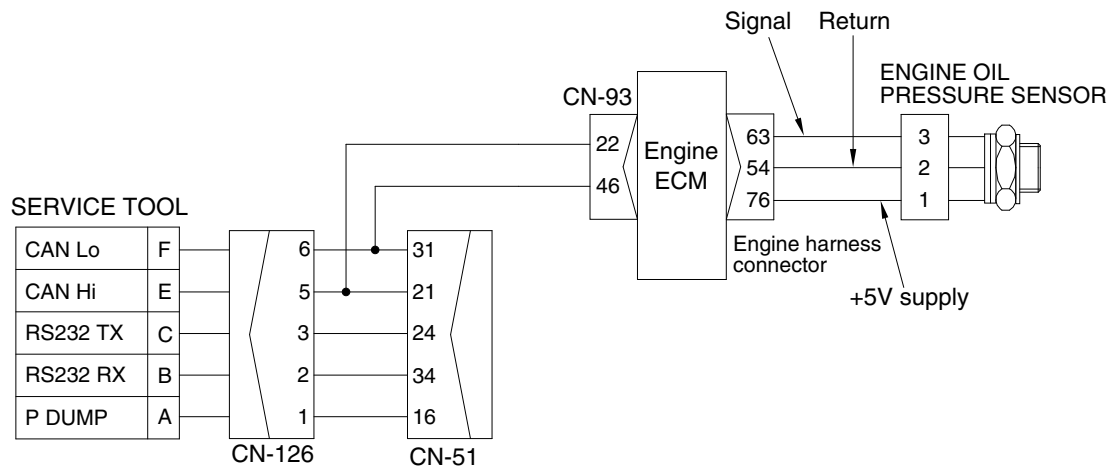 Signal Return
ENGINE OIL
PRESSURE SENSOR
CN-93
22
46
Engine
ECM
63
54
76
3
2
1
Engine harness
connector
+5V supply
SERVICE TOOL
CAN Lo F 6 31
CAN Hi E 5 21
RS232 TX C 3 24
RS232 RX B 2 34
P DUMP A 1 16
CN-126 CN-51